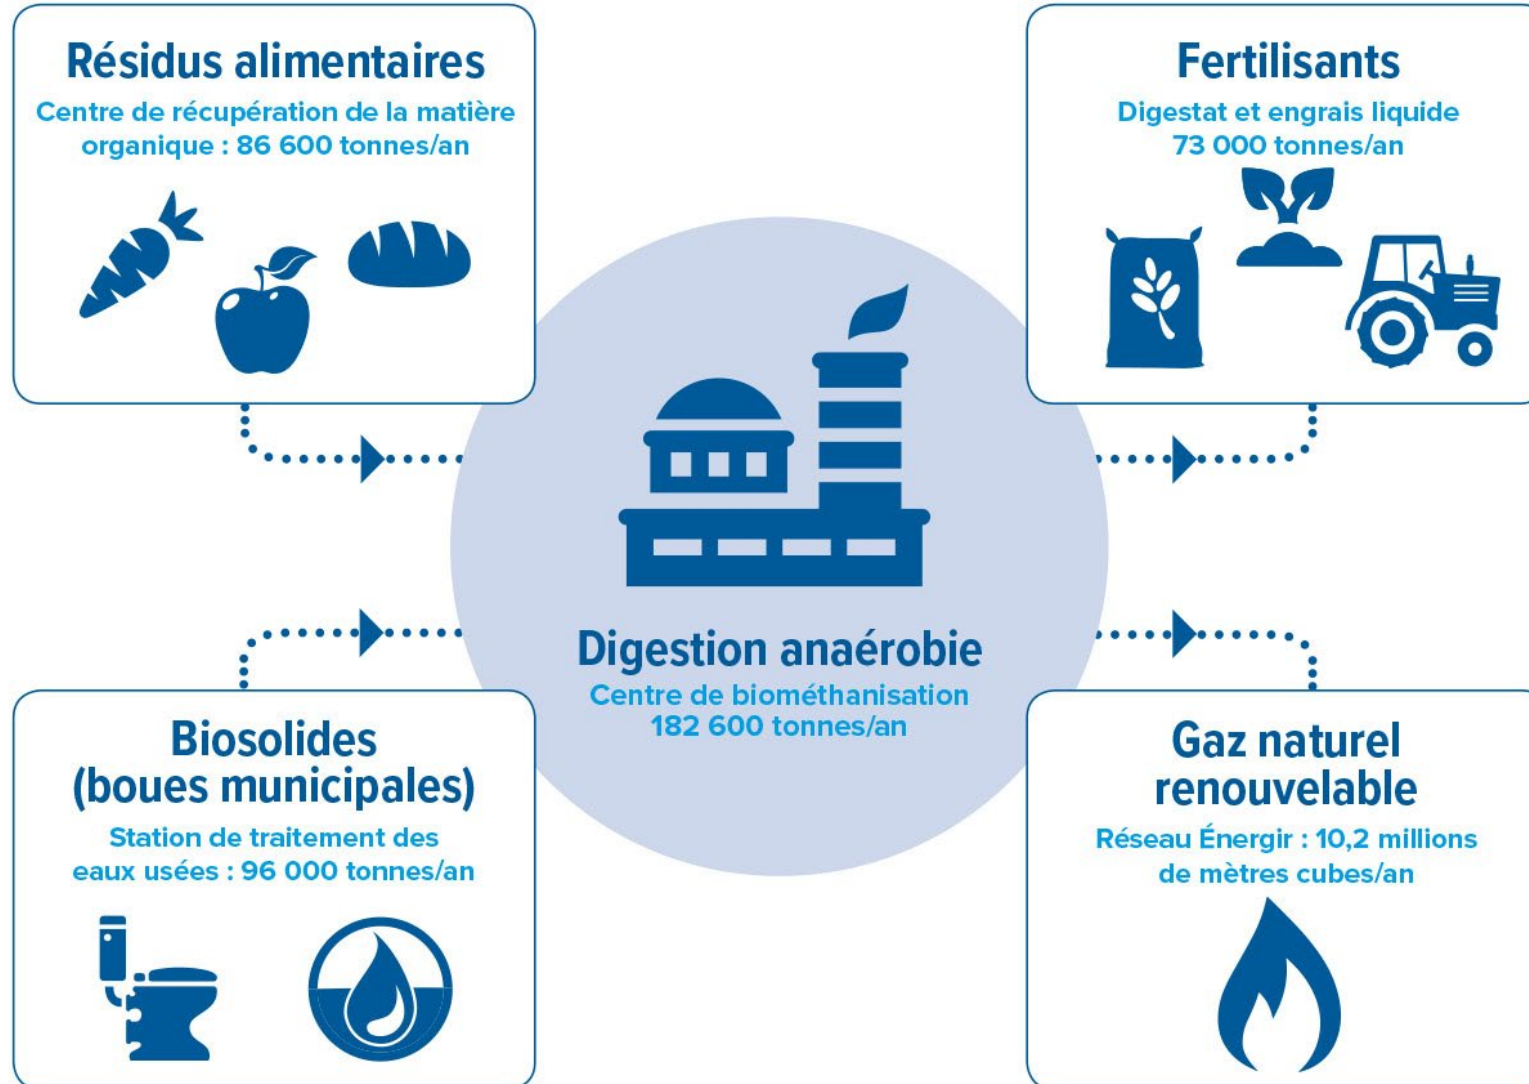 Résidus alimentaires
Centre de récupération de la matière
organique : 86 600 tonnes/an
Fertilisants
Digestat et engrais liquide
73 000 tonnes/an
Digestion anaérobie
Centre de biométhanisation
182 600 tonnes/an
Biosolides
(boues municipales)
Station de traitement des
eaux usées : 96 000 tonnes/an
Gaz naturel
renouvelable
Réseau Énergir : 10,2 millions
de mètres cubes/an